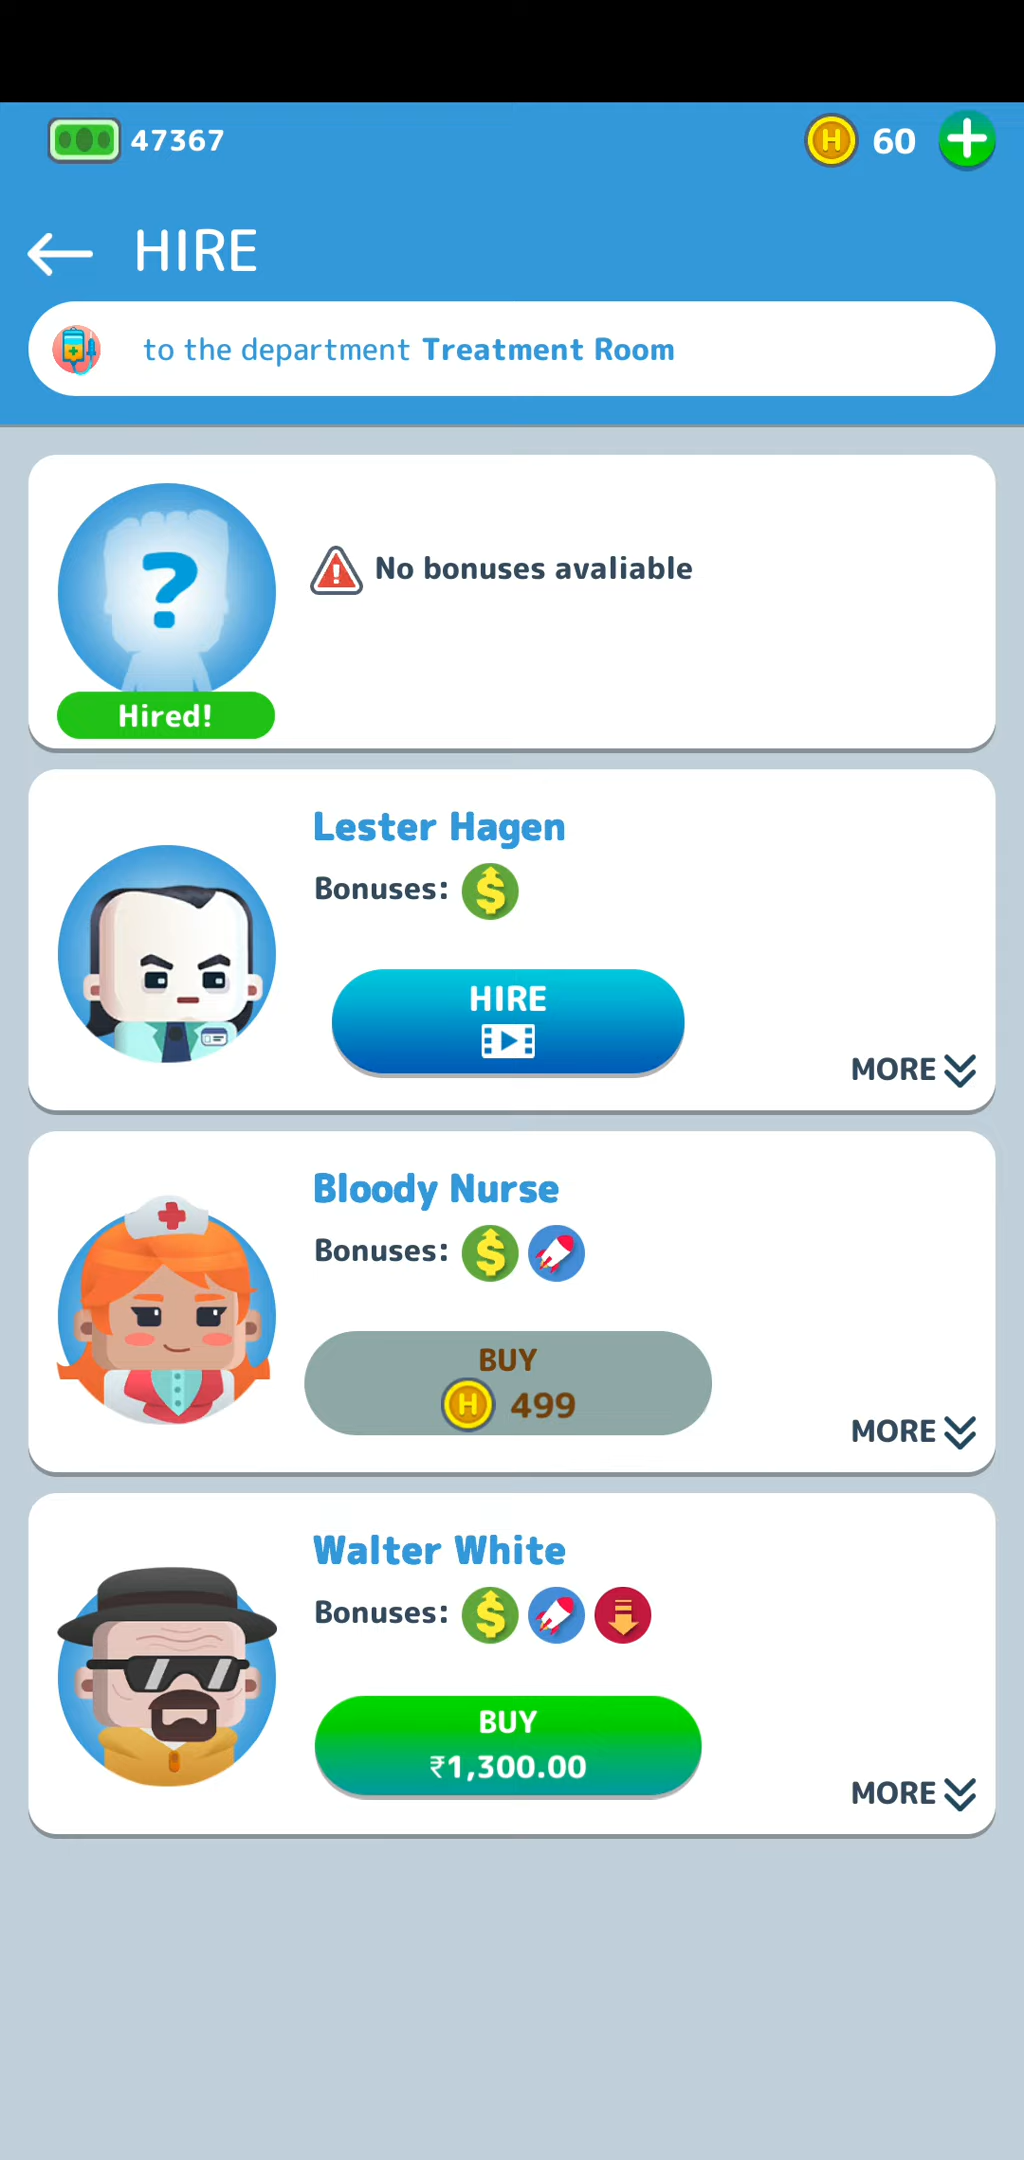 47367
H 60
HIRE
to the department Treatment Room
?
No bonuses avaliable
Hired!
Lester Hagen
Bonuses: $
HIRE
MORE
Bloody Nurse
Bonuses: $
BUY
H 499
MORE
Walter White
Bonuses: $
BUY
₹1,300.00
MORE